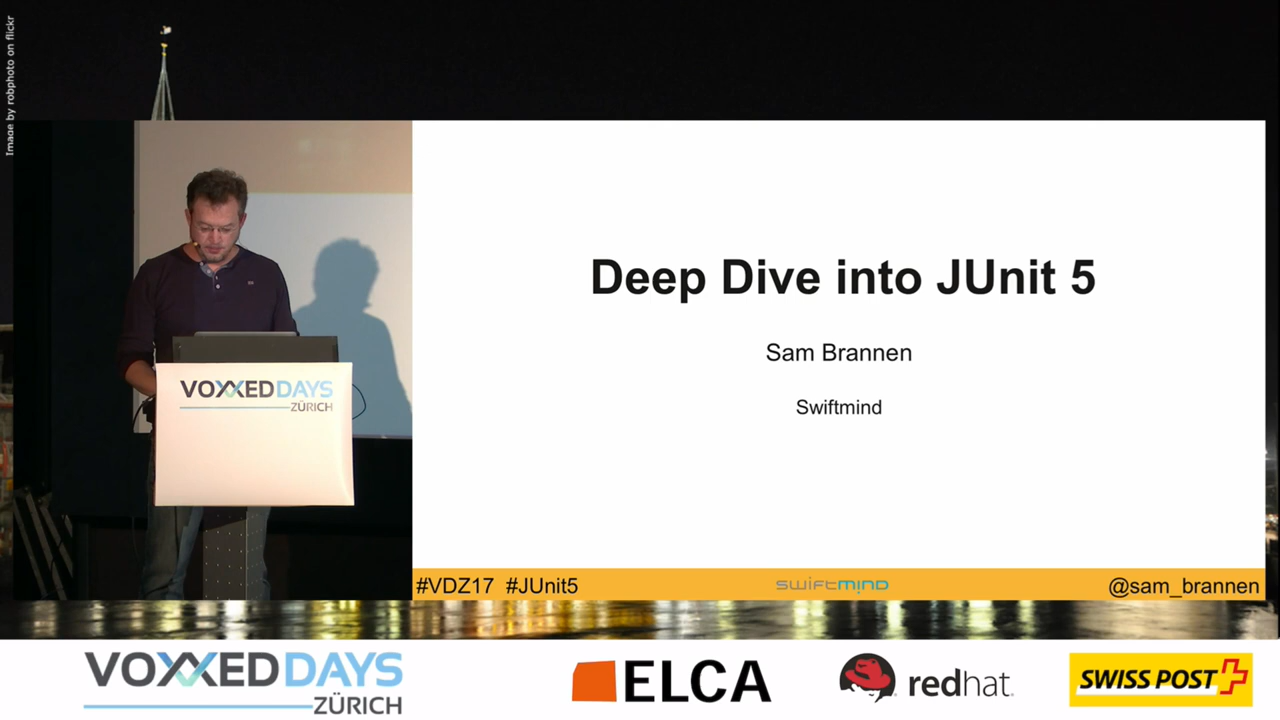 Image by robphoto on flickr
Deep Dive into JUnit 5
Sam Brannen
Swiftmind
VOXXED DAYS
ZÜRICH
#VDZ17 #JUnit5
swiftmind
@sam_brannen
VOXXED DAYS
ZÜRICH
ELCA
redhat.
SWISS POST